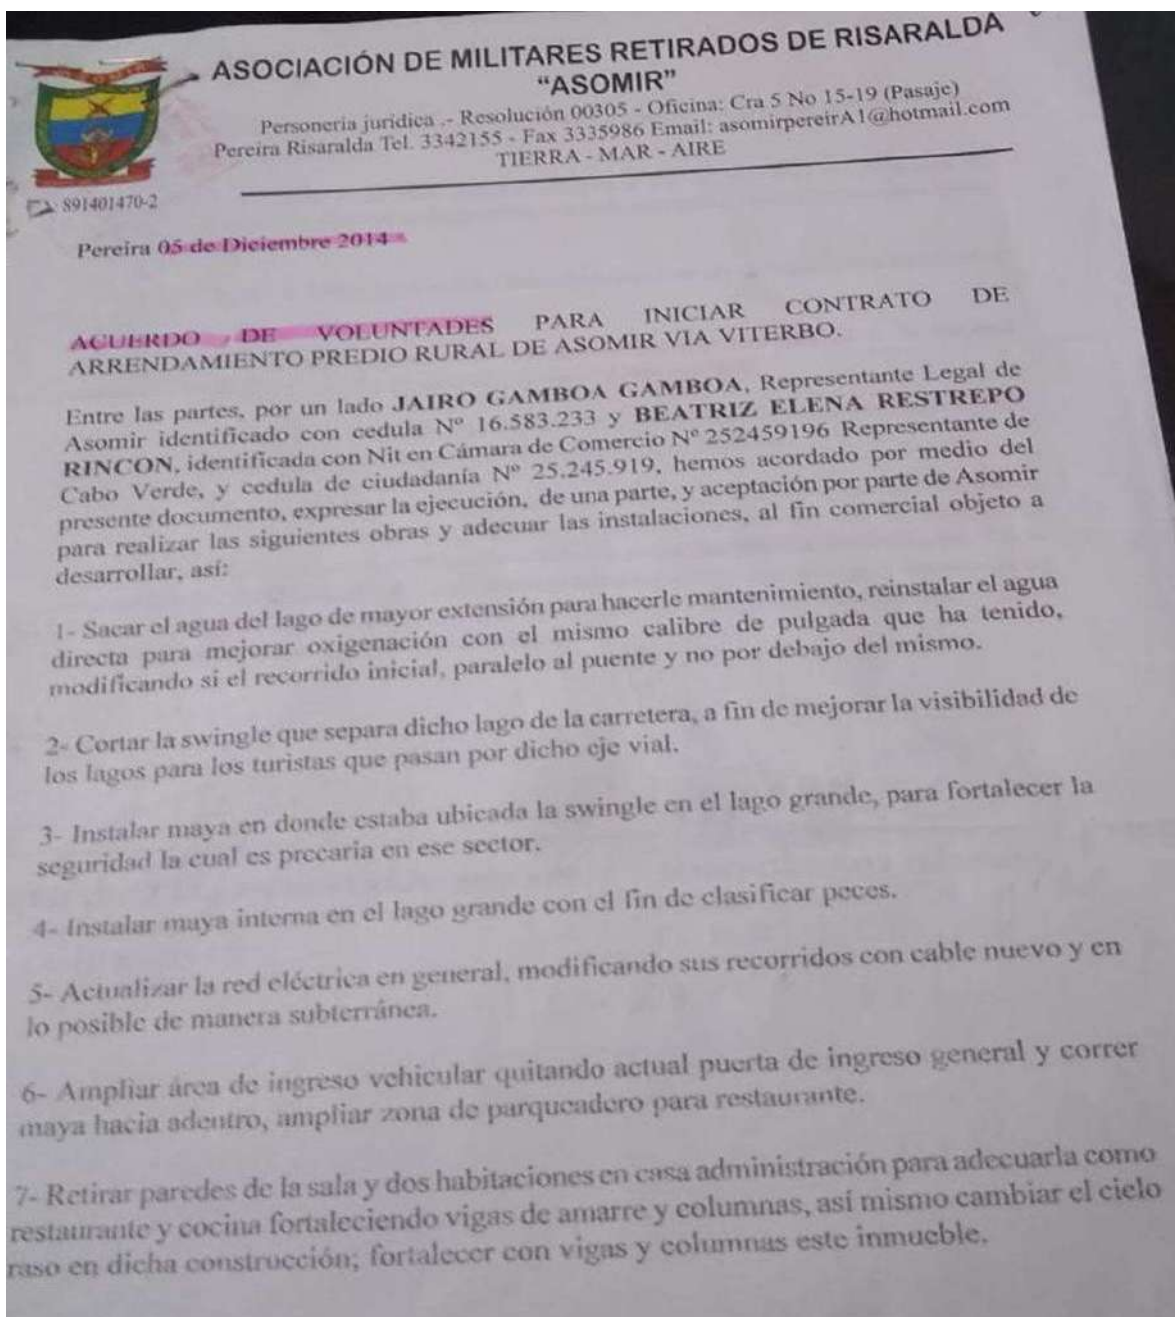 ASOCIACIÓN DE MILITARES RETIRADOS DE RISARALDA
“ASOMIR”
Personeria juridica .- Resolución 00305 - Oficina: Cra 5 No 15-19 (Pasaje)
Pereira Risaralda Tel. 3342155 - Fax 3335986 Email: asomirpereirA1@hotmail.com
TIERRA - MAR - AIRE
891401470-2
Pereira 05 de Diciembre 2014
ACUERDO DE VOLUNTADES PARA INICIAR CONTRATO DE
ARRENDAMIENTO PREDIO RURAL DE ASOMIR VIA VITERBO.
Entre las partes, por un lado JAIRO GAMBOA GAMBOA, Representante Legal de
Asomir identificado con cedula Nº 16.583.233 y BEATRIZ ELENA RESTREPO
RINCON, identificada con Nit en Cámara de Comercio Nº 252459196 Representante de
Cabo Verde, y cedula de ciudadanía Nº 25.245.919, hemos acordado por medio del
presente documento, expresar la ejecución, de una parte, y aceptación por parte de Asomir
para realizar las siguientes obras y adecuar las instalaciones, al fin comercial objeto a
desarrollar, así:
1- Sacar el agua del lago de mayor extensión para hacerle mantenimiento, reinstalar el agua
directa para mejorar oxigenación con el mismo calibre de pulgada que ha tenido,
modificando si el recorrido inicial, paralelo al puente y no por debajo del mismo.
2- Cortar la swingle que separa dicho lago de la carretera, a fin de mejorar la visibilidad de
los lagos para los turistas que pasan por dicho eje vial.
3- Instalar maya en donde estaba ubicada la swingle en el lago grande, para fortalecer la
seguridad la cual es precaria en ese sector.
4- Instalar maya interna en el lago grande con el fin de clasificar peces.
5- Actualizar la red eléctrica en general, modificando sus recorridos con cable nuevo y en
lo posible de manera subterránea.
6- Ampliar área de ingreso vehicular quitando actual puerta de ingreso general y correr
maya hacia adentro, ampliar zona de parqueadero para restaurante.
7- Retirar paredes de la sala y dos habitaciones en casa administración para adecuarla como
restaurante y cocina fortaleciendo vigas de amarre y columnas, así mismo cambiar el cielo
raso en dicha construcción; fortalecer con vigas y columnas este inmueble.